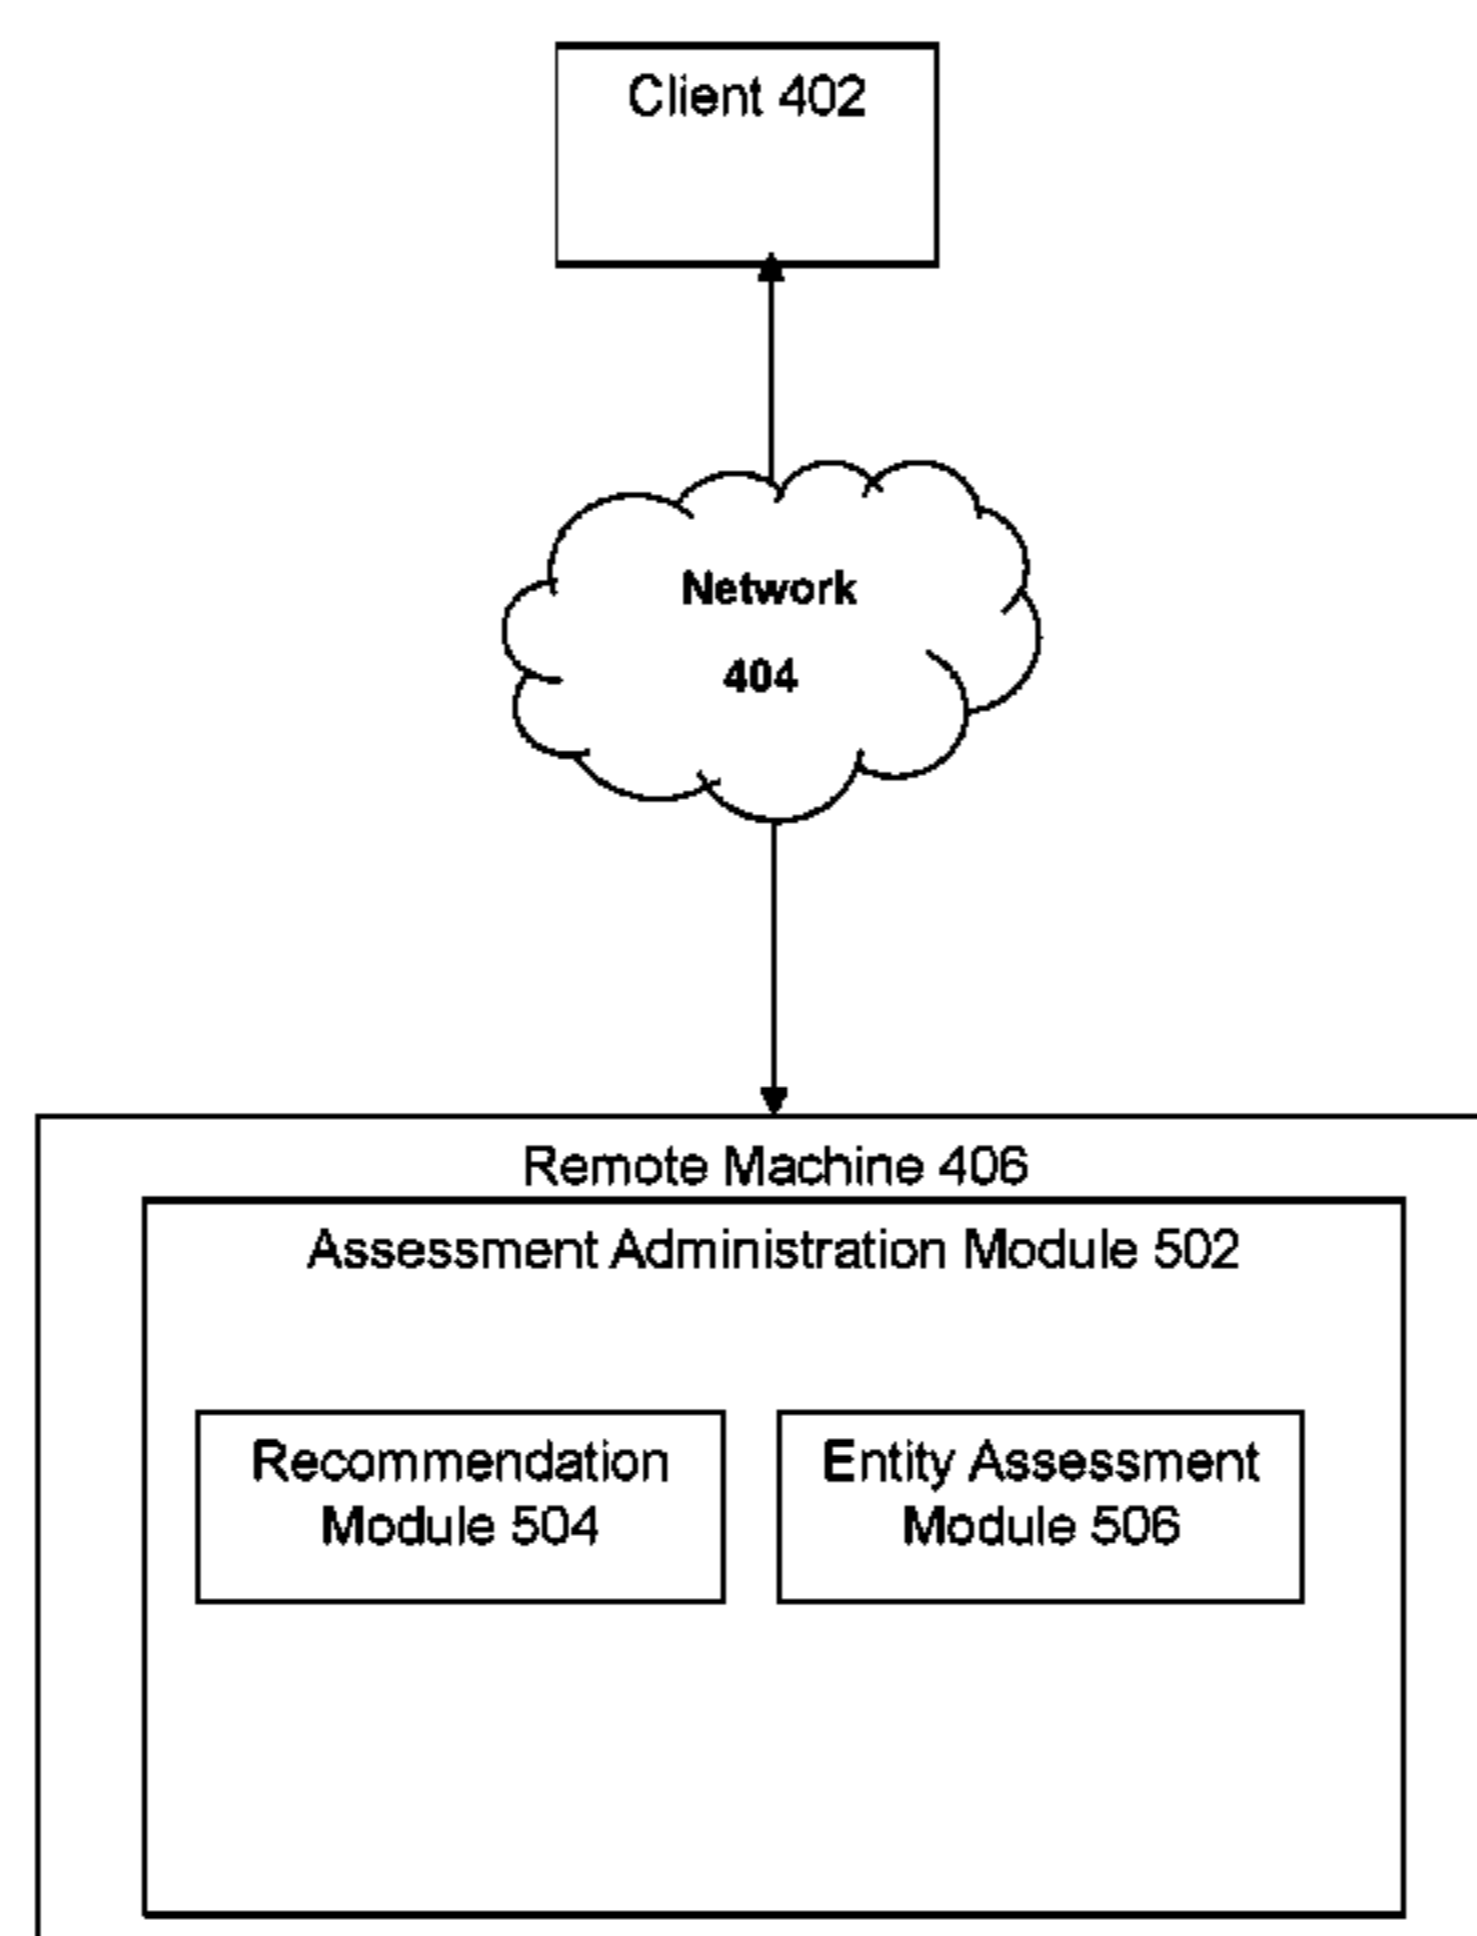 Client 402
Network
404
Remote Machine 406
Assessment Administration Module 502
Recommendation
Module 504
Entity Assessment
Module 506